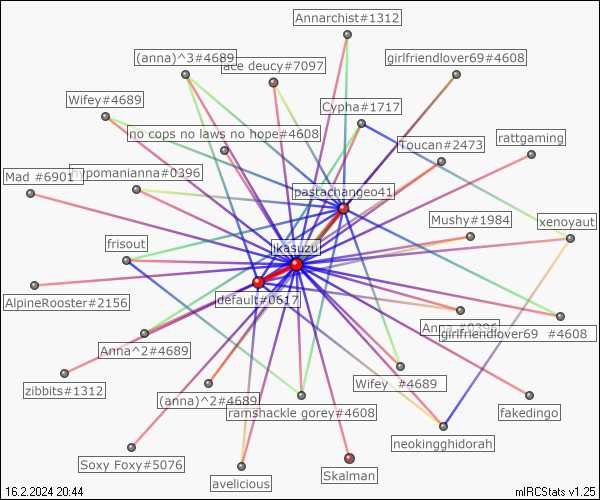 Annarchist#1312
(anna)^3#4689
girlfriendlover69#4608
ace deucy#7097
Wifey#4689
Cypha#1717
no cops no laws no hope#4608
Toucan#2473
rattgaming
Mad #6901
hypomanianna#0396
pastachangeo41
Mushy#1984
xenoyaut
frisout
jkasuzu
default#0617
AlpineRooster#2156
Anna #0396
girlfriendlover69 #4608
Anna^2#4689
zibbits#1312
Wifey #4689
(anna)^2#4689
ramshackle gorey#4608
fakedingo
neokingghidorah
Soxy Foxy#5076
avelicious
Skalman
16.2.2024 20:44
mIRCStats v1.25